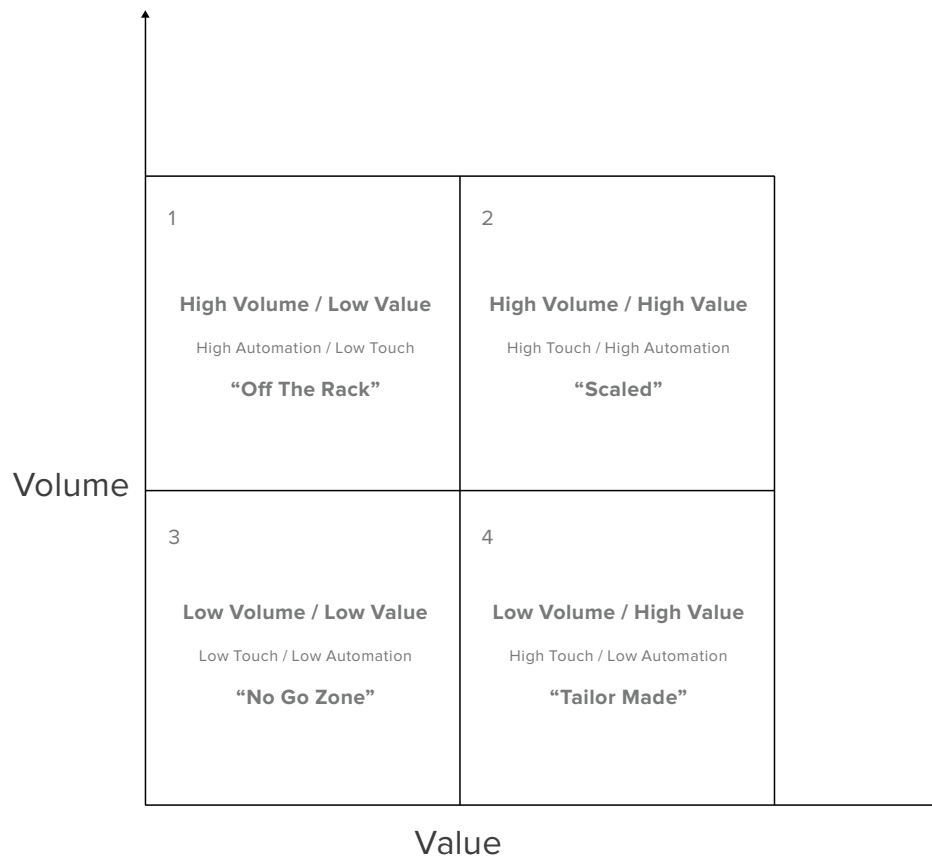 1
High Volume / Low Value
High Automation / Low Touch
“Off The Rack”
2
High Volume / High Value
High Touch / High Automation
“Scaled”
Volume
3
Low Volume / Low Value
Low Touch / Low Automation
“No Go Zone”
4
Low Volume / High Value
High Touch / Low Automation
“Tailor Made”
Value